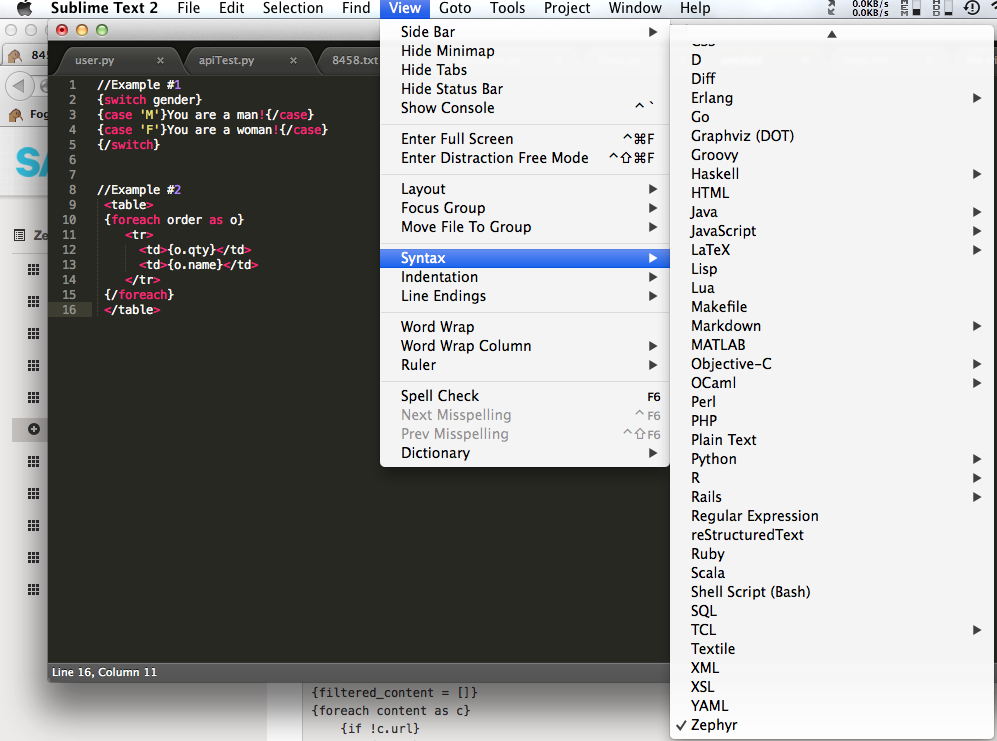 Sublime Text 2 File Edit Selection Find View Goto Tools Project Window Help
0.0KB/s
0.0KB/s
user.py × apiTest.py × 8458.txt
1 //Example #1
2 {switch gender}
3 {case 'M'}You are a man!{/case}
4 {case 'F'}You are a woman!{/case}
5 {/switch}
6
7
8 //Example #2
9 <table>
10 {foreach order as o}
11 <tr>
12 <td>{o.qty}</td>
13 <td>{o.name}</td>
14 </tr>
15 {/foreach}
16 </table>
Line 16, Column 11
Side Bar
Hide Minimap
Hide Tabs
Hide Status Bar
Show Console ^ `
Enter Full Screen ^⌘F
Enter Distraction Free Mode ^⇧⌘F
Layout
Focus Group
Move File To Group
Syntax
Indentation
Line Endings
Word Wrap
Word Wrap Column
Ruler
Spell Check F6
Next Misspelling ^ F6
Prev Misspelling ^⇧F6
Dictionary
CSS
D
Diff
Erlang
Go
Graphviz (DOT)
Groovy
Haskell
HTML
Java
JavaScript
LaTeX
Lisp
Lua
Makefile
Markdown
MATLAB
Objective-C
OCaml
Perl
PHP
Plain Text
Python
R
Rails
Regular Expression
reStructuredText
Ruby
Scala
Shell Script (Bash)
SQL
TCL
Textile
XML
XSL
YAML
✓ Zephyr
845
Fog
SA
Ze
{filtered_content = []}
{foreach content as c}
{if !c.url}